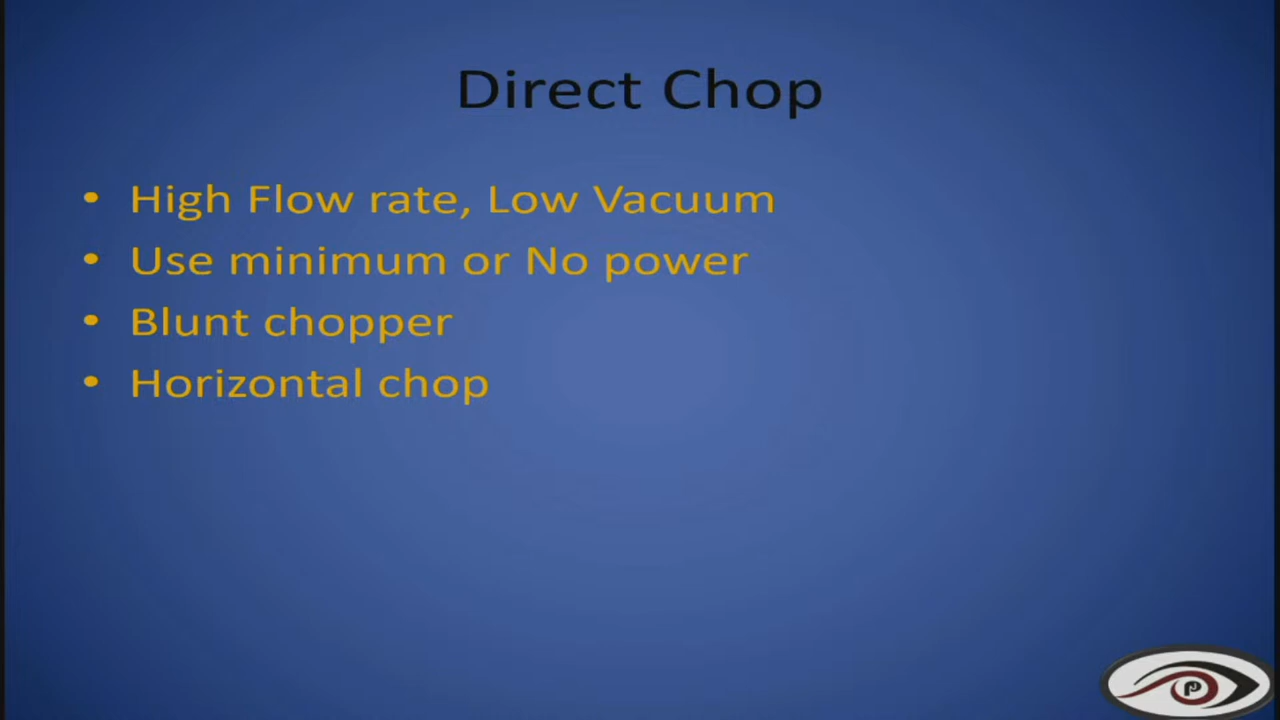 Direct Chop
• High Flow rate, Low Vacuum
• Use minimum or No power
• Blunt chopper
• Horizontal chop